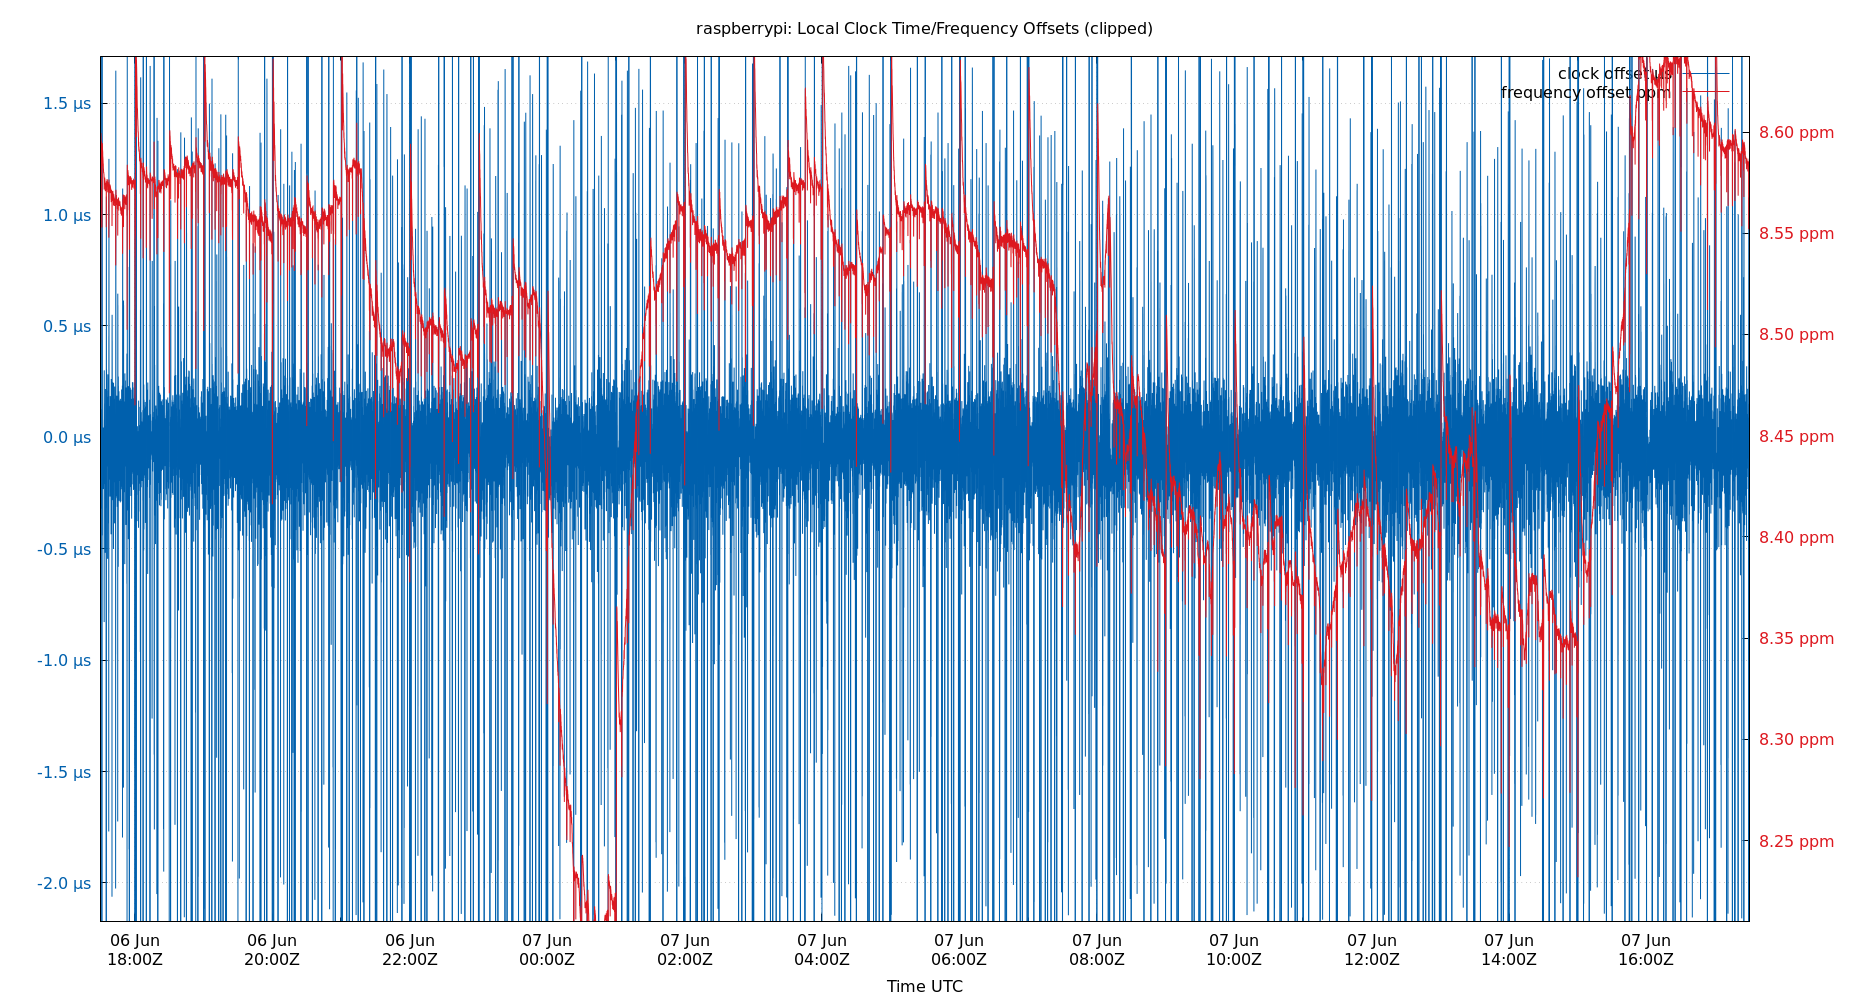 raspberrypi: Local Clock Time/Frequency Offsets (clipped)
clock offset µs
frequency offset ppm
1.5 µs
1.0 µs
0.5 µs
0.0 µs
-0.5 µs
-1.0 µs
-1.5 µs
-2.0 µs
8.60 ppm
8.55 ppm
8.50 ppm
8.45 ppm
8.40 ppm
8.35 ppm
8.30 ppm
8.25 ppm
06 Jun 06 Jun 06 Jun 07 Jun 07 Jun 07 Jun 07 Jun 07 Jun 07 Jun 07 Jun 07 Jun 07 Jun
18:00Z 20:00Z 22:00Z 00:00Z 02:00Z 04:00Z 06:00Z 08:00Z 10:00Z 12:00Z 14:00Z 16:00Z
Time UTC